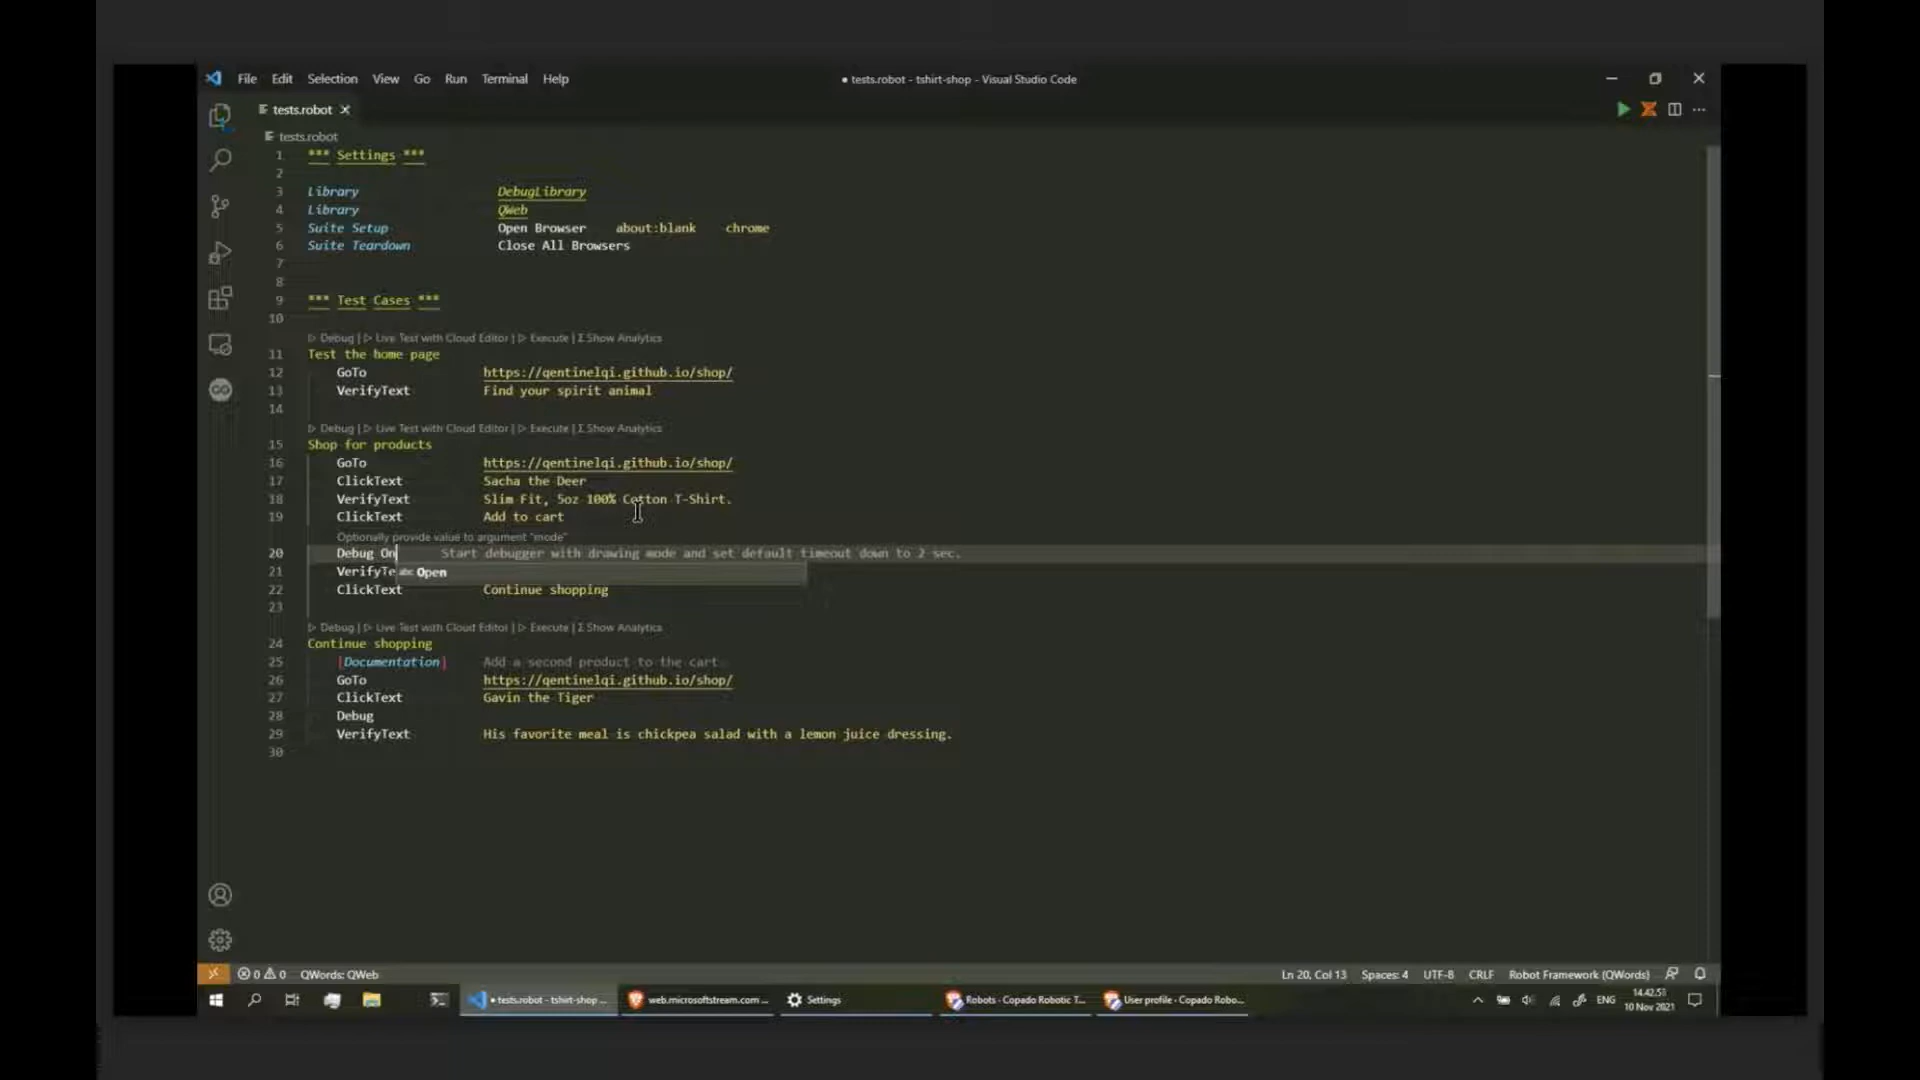 File Edit Selection View Go Run Terminal Help
● tests.robot - tshirt-shop - Visual Studio Code
tests.robot
tests.robot
1 *** Settings ***
2
3 Library DebugLibrary
4 Library QWeb
5 Suite Setup Open Browser about:blank chrome
6 Suite Teardown Close All Browsers
7
8
9 *** Test Cases ***
10
Debug | Live Test with Cloud Editor | Execute | Σ Show Analytics
11 Test the home page
12 GoTo https://qentinelqi.github.io/shop/
13 VerifyText Find your spirit animal
14
Debug | Live Test with Cloud Editor | Execute | Σ Show Analytics
15 Shop for products
16 GoTo https://qentinelqi.github.io/shop/
17 ClickText Sacha the Deer
18 VerifyText Slim Fit, 5oz 100% Cotton T-Shirt.
19 ClickText Add to cart
Optionally provide value to argument "mode"
20 Debug On Start debugger with drawing mode and set default timeout down to 2 sec.
21 VerifyTe abc Open
22 ClickText Continue shopping
23
Debug | Live Test with Cloud Editor | Execute | Σ Show Analytics
24 Continue shopping
25 [Documentation] Add a second product to the cart
26 GoTo https://qentinelqi.github.io/shop/
27 ClickText Gavin the Tiger
28 Debug
29 VerifyText His favorite meal is chickpea salad with a lemon juice dressing.
30
0 0 QWords: QWeb Ln 20, Col 13 Spaces: 4 UTF-8 CRLF Robot Framework (QWords)
● tests.robot - tshirt-shop ... web.microsoftstream.com ... Settings Robots - Copado Robotic T... User profile - Copado Robo... ENG
10 Nov 2021